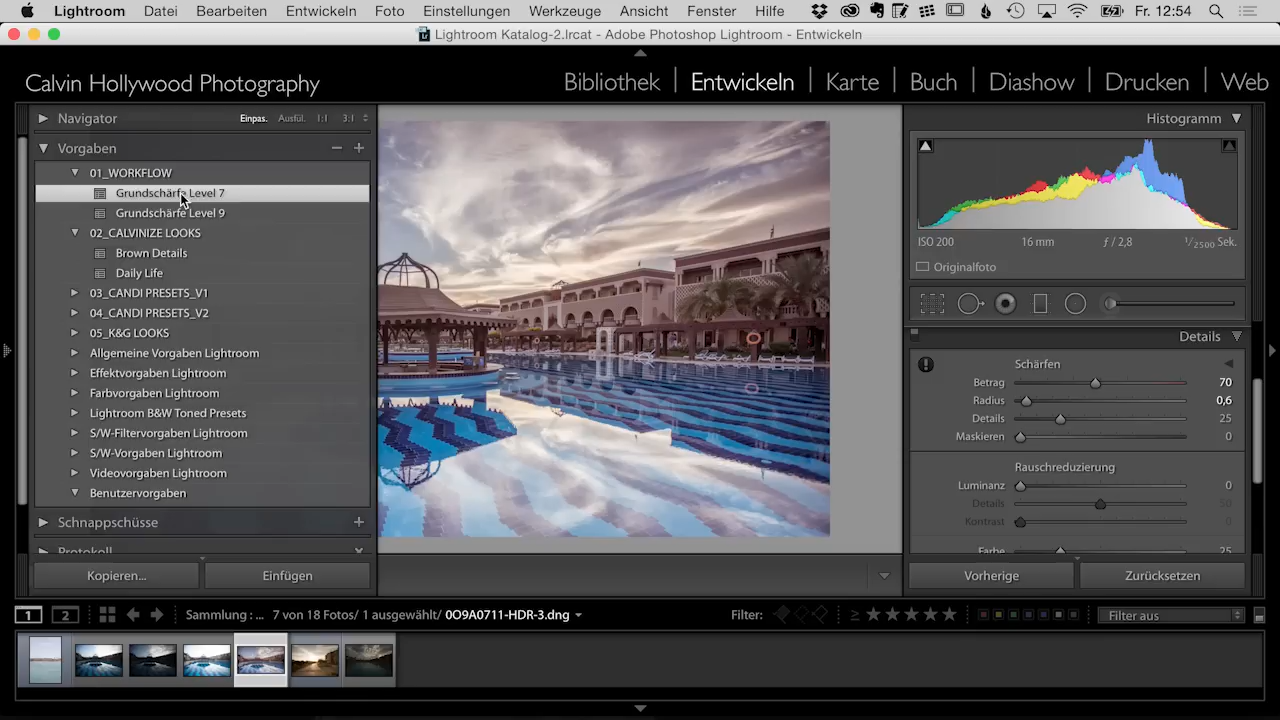 Lightroom Datei Bearbeiten Entwickeln Foto Einstellungen Werkzeuge Ansicht Fenster Hilfe Fr. 12:54
Lightroom Katalog-2.lrcat - Adobe Photoshop Lightroom - Entwickeln
Calvin Hollywood Photography
Bibliothek Entwickeln Karte Buch Diashow Drucken Web
Navigator Einpas. Ausfül. 1:1 3:1
Vorgaben
01_WORKFLOW
Grundschärfe Level 7
Grundschärfe Level 9
02_CALVINIZE LOOKS
Brown Details
Daily Life
03_CANDI PRESETS_V1
04_CANDI PRESETS_V2
05_K&G LOOKS
Allgemeine Vorgaben Lightroom
Effektvorgaben Lightroom
Farbvorgaben Lightroom
Lightroom B&W Toned Presets
S/W-Filtervorgaben Lightroom
S/W-Vorgaben Lightroom
Videovorgaben Lightroom
Benutzervorgaben
Schnappschüsse
Protokoll
Kopieren... Einfügen
Histogramm
ISO 200 16 mm ƒ / 2,8 1/2500 Sek.
Originalfoto
Details
Schärfen
Betrag 70
Radius 0,6
Details 25
Maskieren 0
Rauschreduzierung
Luminanz 0
Details 50
Kontrast 0
Farbe 25
Vorherige Zurücksetzen
1 2 Sammlung : ... 7 von 18 Fotos/ 1 ausgewählt/ 0O9A0711-HDR-3.dng Filter: ≥ Filter aus